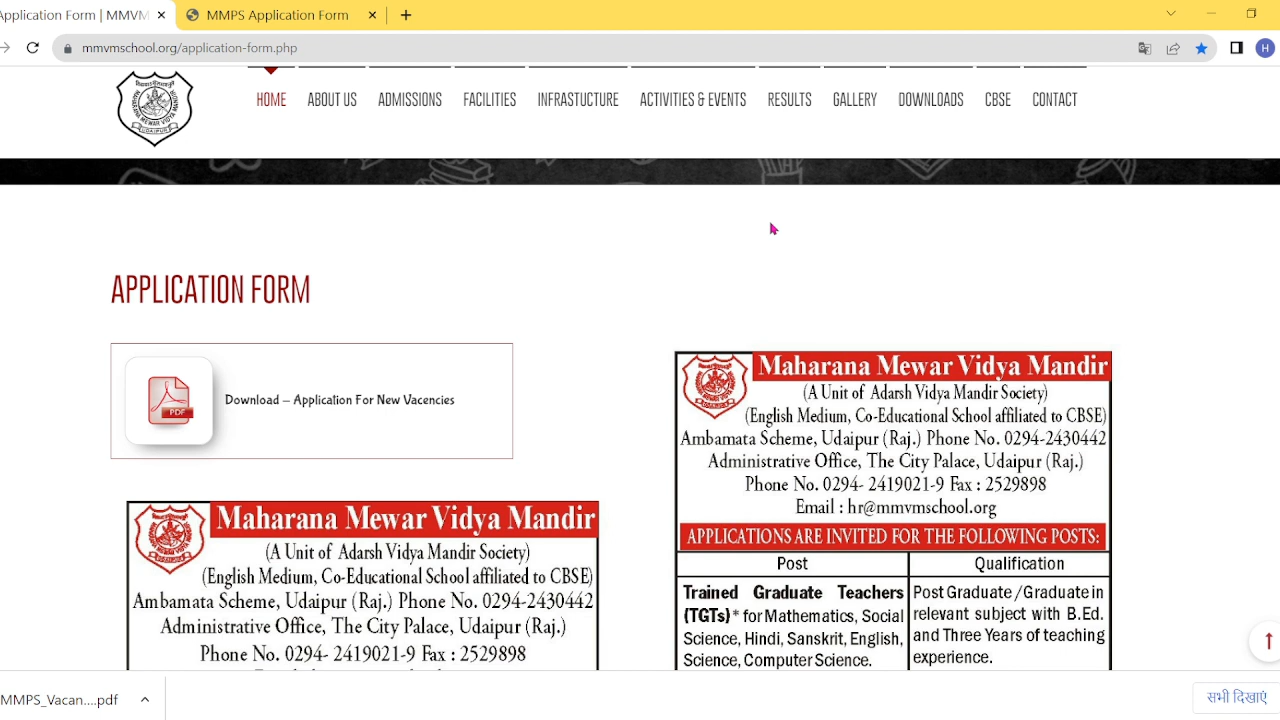 Application Form | MMVM
MMPS Application Form
mmvmschool.org/application-form.php
H
HOME ABOUT US ADMISSIONS FACILITIES INFRASTUCTURE ACTIVITIES & EVENTS RESULTS GALLERY DOWNLOADS CBSE CONTACT
UDAIPUR
APPLICATION FORM
PDF
Download – Application For New Vacencies
Maharana Mewar Vidya Mandir
(A Unit of Adarsh Vidya Mandir Society)
(English Medium, Co-Educational School affiliated to CBSE)
Ambamata Scheme, Udaipur (Raj.) Phone No. 0294-2430442
Administrative Office, The City Palace, Udaipur (Raj.)
Phone No. 0294- 2419021-9 Fax : 2529898
Maharana Mewar Vidya Mandir
(A Unit of Adarsh Vidya Mandir Society)
(English Medium, Co-Educational School affiliated to CBSE)
Ambamata Scheme, Udaipur (Raj.) Phone No. 0294-2430442
Administrative Office, The City Palace, Udaipur (Raj.)
Phone No. 0294- 2419021-9 Fax : 2529898
Email : hr@mmvmschool.org
APPLICATIONS ARE INVITED FOR THE FOLLOWING POSTS:
Post Qualification
Trained Graduate Teachers
(TGTs)* for Mathematics, Social
Science, Hindi, Sanskrit, English,
Science, Computer Science.
Post Graduate / Graduate in
relevant subject with B.Ed.
and Three Years of teaching
experience.
MMPS_Vacan....pdf
सभी दिखाएं